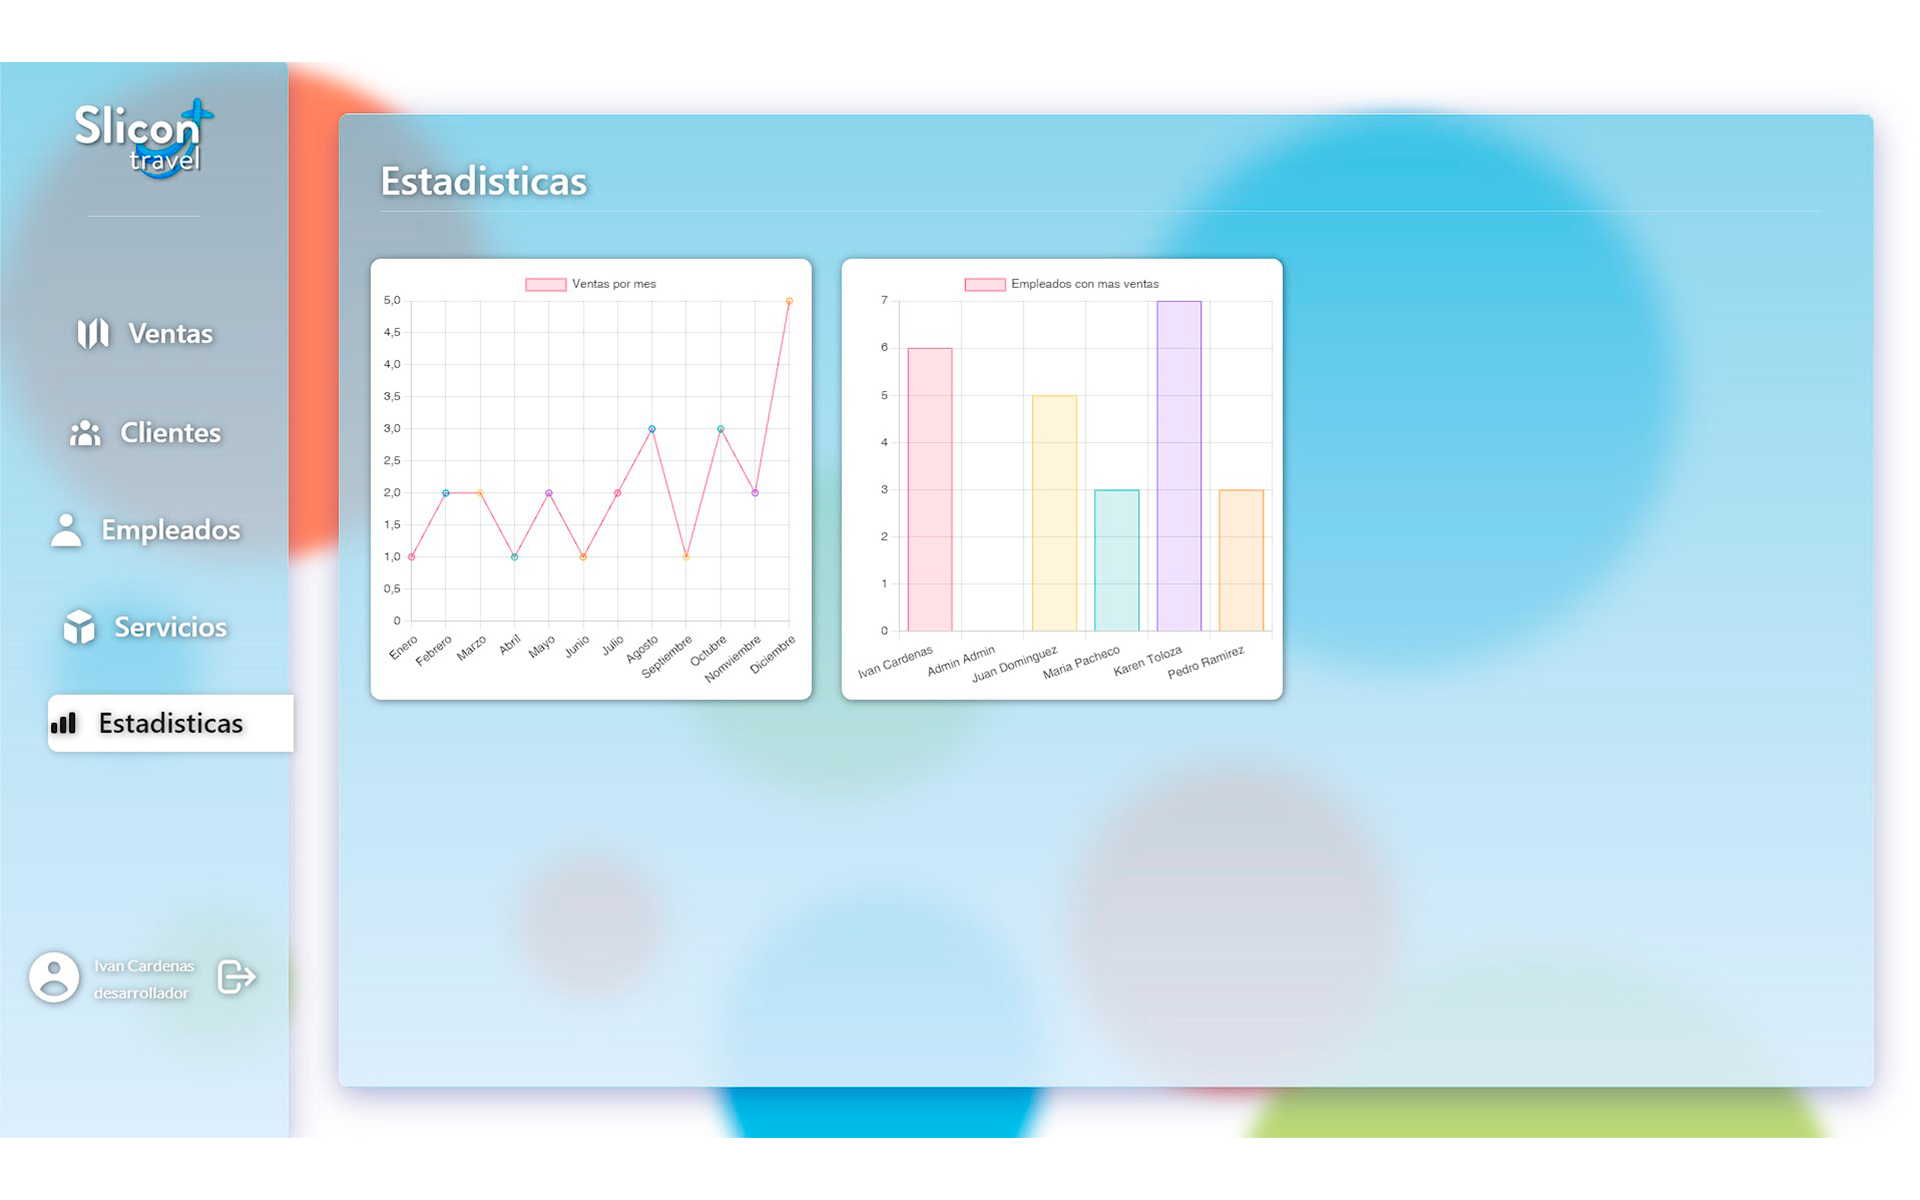 Slicon
travel
Ventas
Clientes
Empleados
Servicios
Estadisticas
Ivan Cardenas
desarrollador
Estadisticas
Ventas por mes
5,0
4,5
4,0
3,5
3,0
2,5
2,0
1,5
1,0
0,5
0
Enero Febrero Marzo Abril Mayo Junio Julio Agosto Septiembre Octubre Nomviembre Diciembre
Empleados con mas ventas
7
6
5
4
3
2
1
0
Ivan Cardenas Admin Admin Juan Dominguez Maria Pacheco Karen Toloza Pedro Ramirez